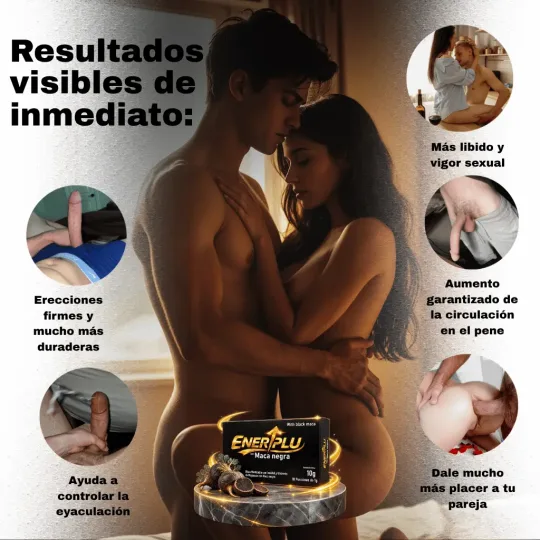 Resultados
visibles de
inmediato:
Más libido y
vigor sexual
Erecciones
firmes y
mucho más
duraderas
Aumento
garantizado de
la circulación
en el pene
Ayuda a
controlar la
eyaculación
Dale mucho
más placer a tu
pareja
ENERPLU
Maca negra
10g